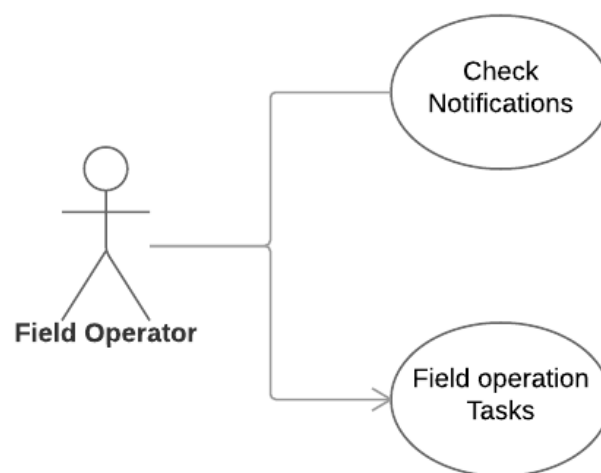 Check
Notifications
Field Operator
Field operation
Tasks